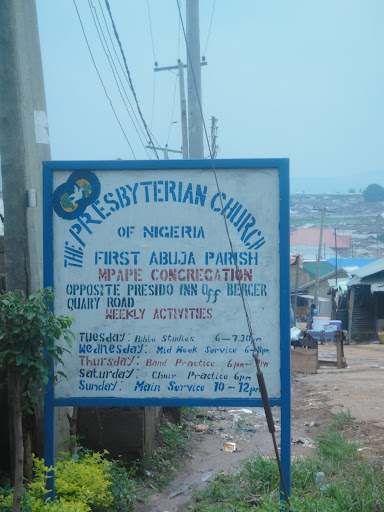 THE PRESBYTERIAN CHURCH
OF NIGERIA
FIRST ABUJA PARISH
MPAPE CONGREGATION
OPPOSITE PRESIDO INN Off BERGER
QUARY ROAD
WEEKLY ACTIVITIES
TUESDAY: Bible Studies 6-7.30pm
Wednesday: Mid Week Service 6-8pm
Thursday: Band Practice 6pm-
Saturday: Choir Practice 6pm
Sunday: Main Service 10-12pm